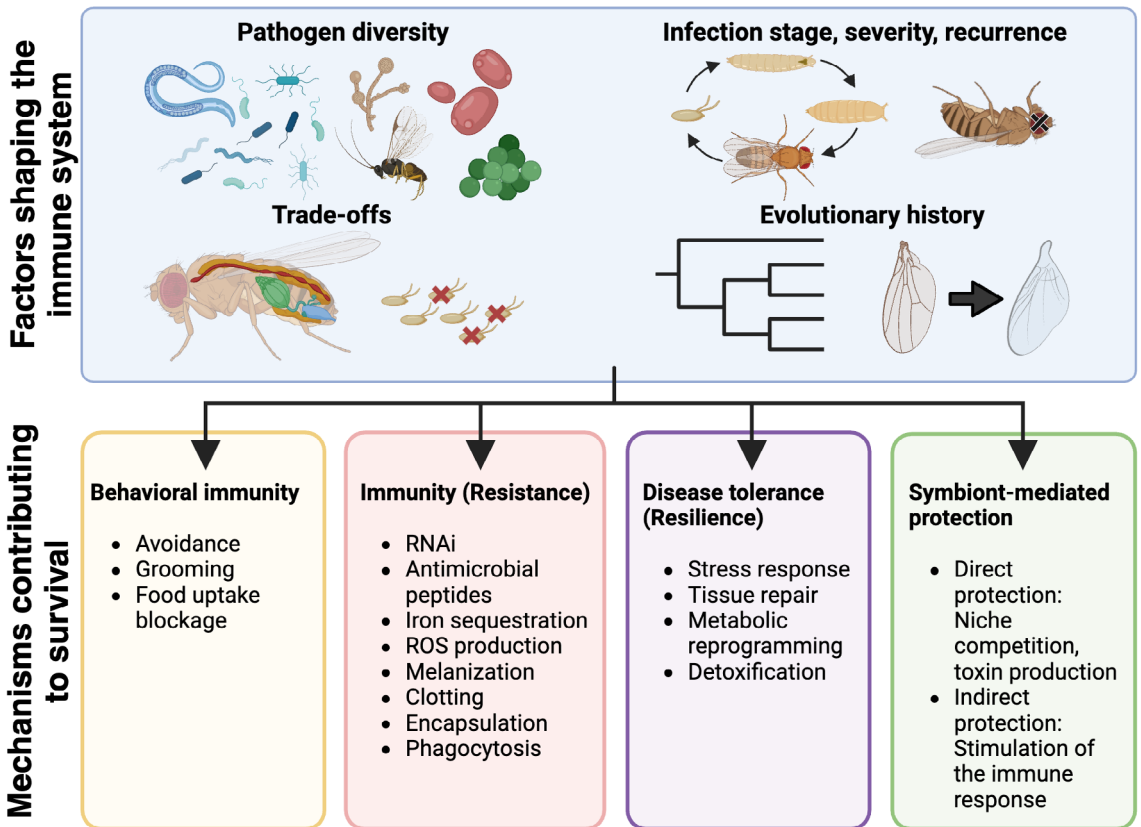 Factors shaping the
immune system
Pathogen diversity
Infection stage, severity, recurrence
Trade-offs
Evolutionary history
Mechanisms contributing
to survival
Behavioral immunity
• Avoidance
• Grooming
• Food uptake
blockage
Immunity (Resistance)
• RNAi
• Antimicrobial
peptides
• Iron sequestration
• ROS production
• Melanization
• Clotting
• Encapsulation
• Phagocytosis
Disease tolerance
(Resilience)
• Stress response
• Tissue repair
• Metabolic
reprogramming
• Detoxification
Symbiont-mediated
protection
• Direct
protection:
Niche
competition,
toxin production
• Indirect
protection:
Stimulation of
the immune
response